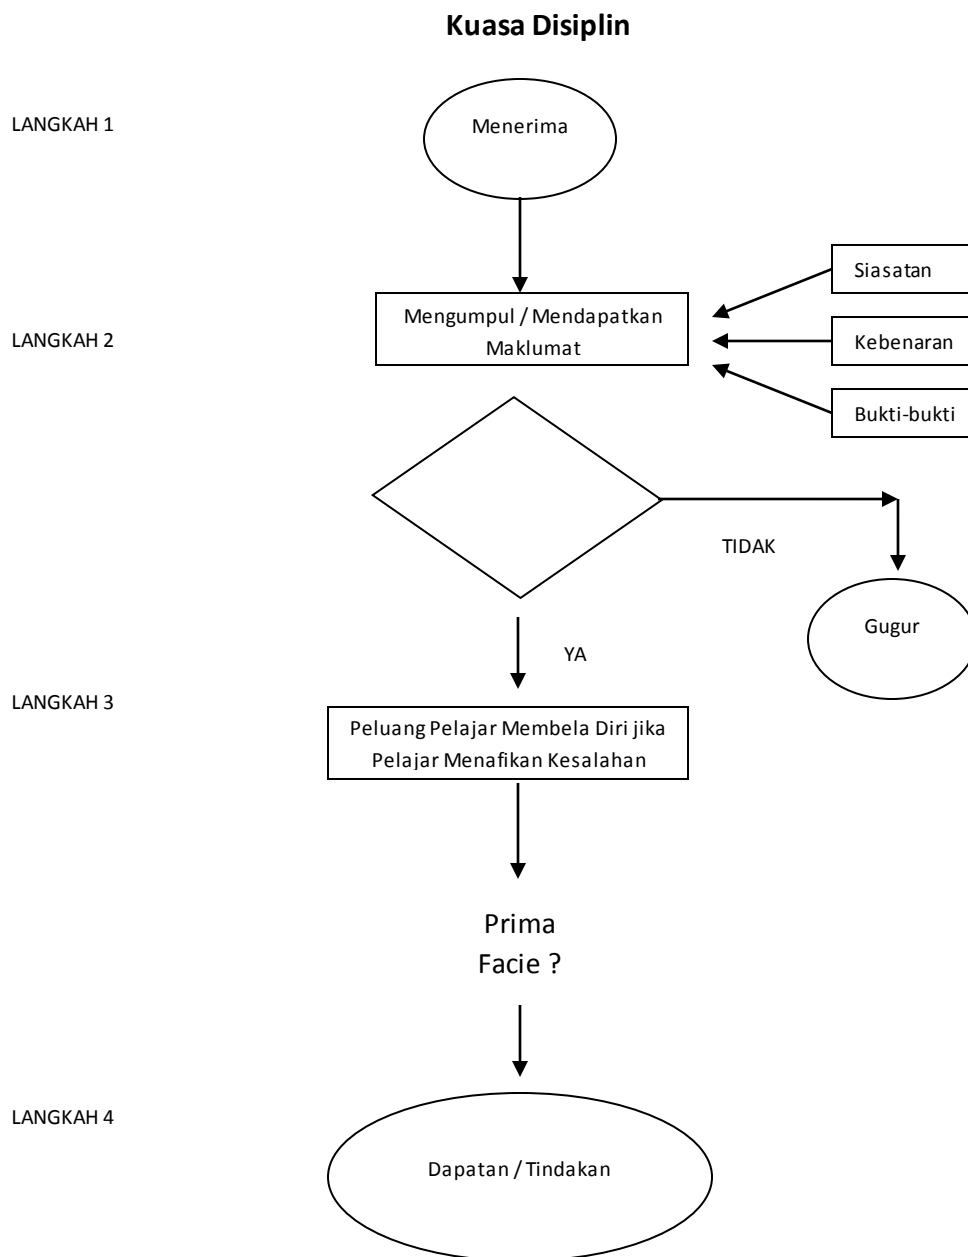 Kuasa Disiplin
LANGKAH 1
Menerima
Siasatan
LANGKAH 2
Mengumpul / Mendapatkan
Maklumat
Kebenaran
Bukti-bukti
TIDAK
Gugur
YA
LANGKAH 3
Peluang Pelajar Membela Diri jika
Pelajar Menafikan Kesalahan
Prima
Facie ?
LANGKAH 4
Dapatan / Tindakan